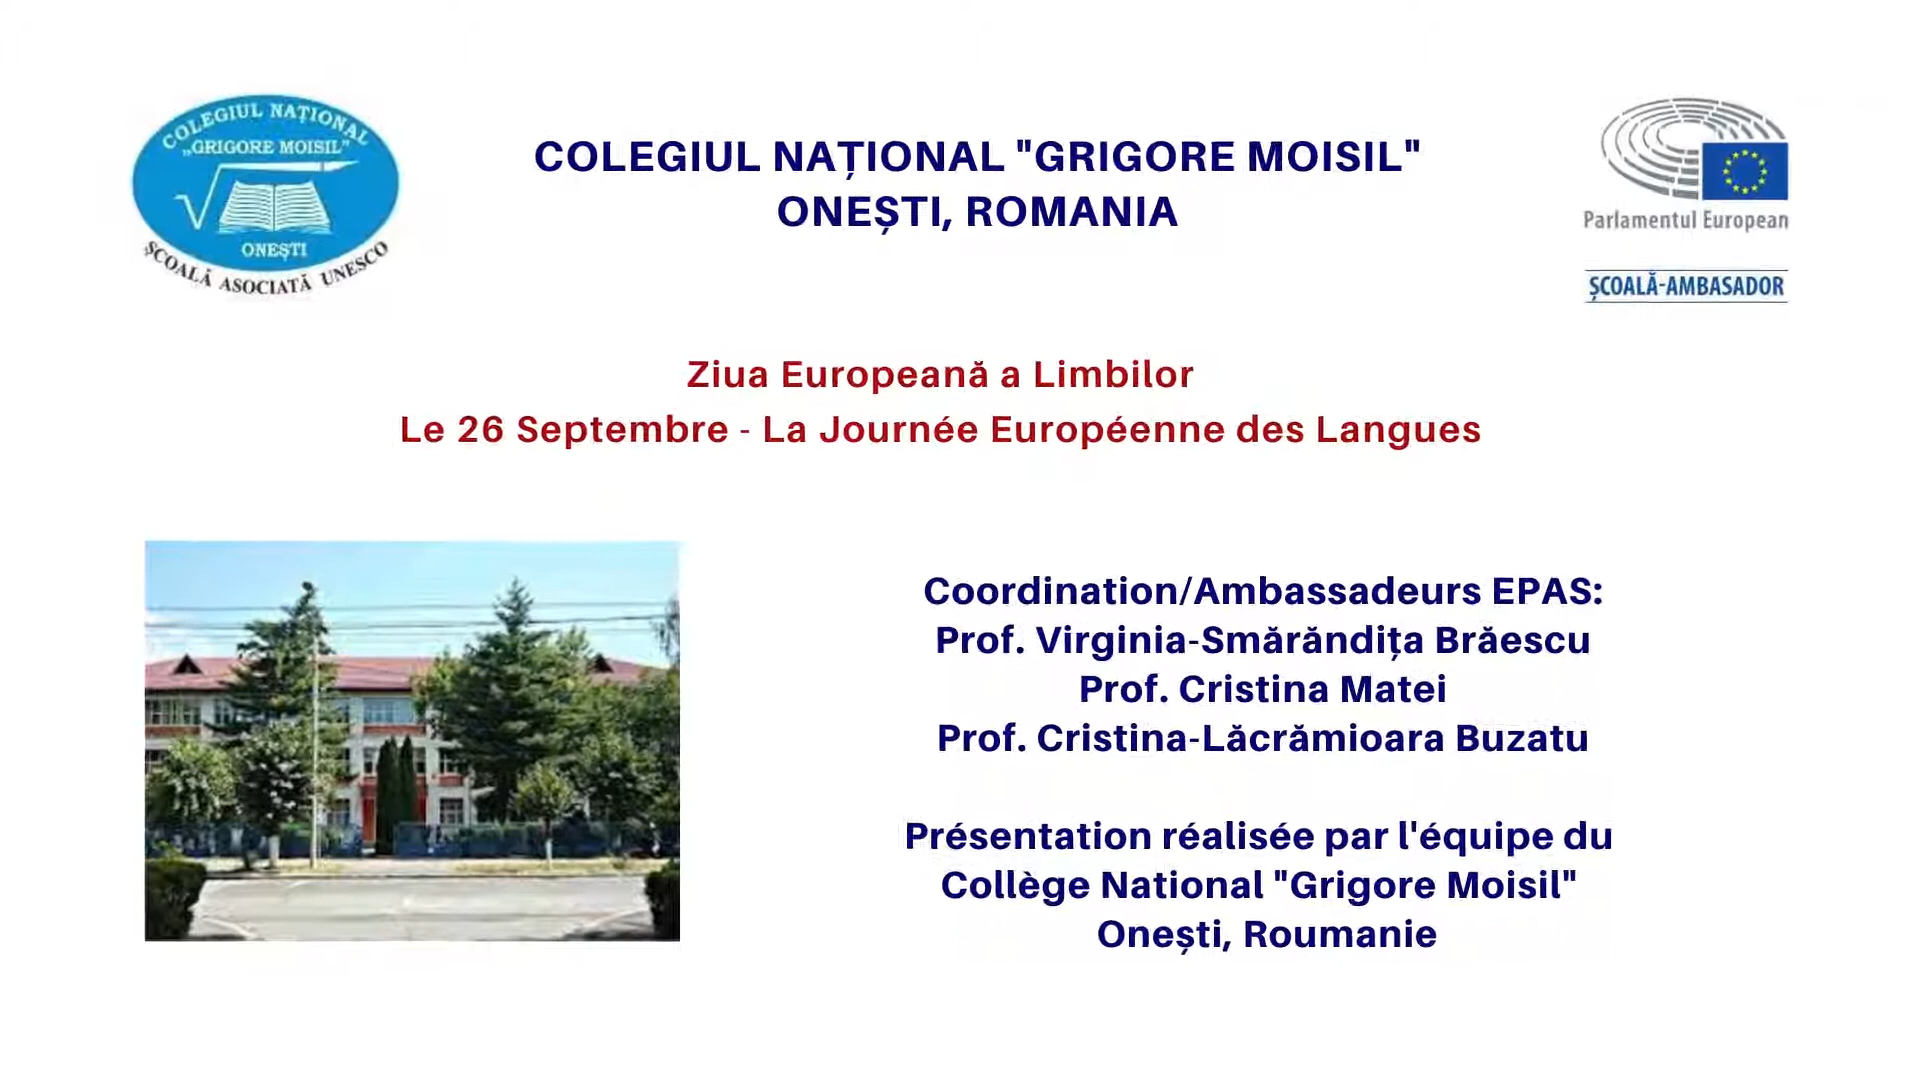 COLEGIUL NAȚIONAL
„GRIGORE MOISIL"
ONEȘTI
ȘCOALĂ ASOCIATĂ UNESCO
COLEGIUL NAȚIONAL "GRIGORE MOISIL"
ONEȘTI, ROMANIA
Parlamentul European
ȘCOALĂ-AMBASADOR
Ziua Europeană a Limbilor
Le 26 Septembre - La Journée Européenne des Langues
Coordination/Ambassadeurs EPAS:
Prof. Virginia-Smărăndița Brăescu
Prof. Cristina Matei
Prof. Cristina-Lăcrămioara Buzatu
Présentation réalisée par l'équipe du
Collège National "Grigore Moisil"
Onești, Roumanie